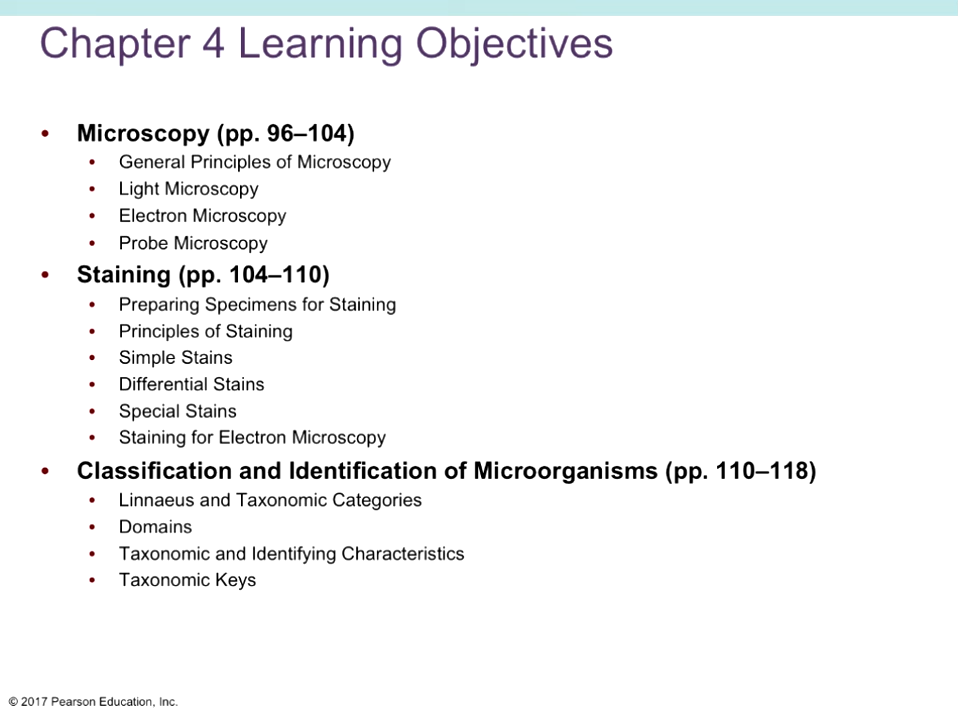 Chapter 4 Learning Objectives
• Microscopy (pp. 96–104)
• General Principles of Microscopy
• Light Microscopy
• Electron Microscopy
• Probe Microscopy
• Staining (pp. 104–110)
• Preparing Specimens for Staining
• Principles of Staining
• Simple Stains
• Differential Stains
• Special Stains
• Staining for Electron Microscopy
• Classification and Identification of Microorganisms (pp. 110–118)
• Linnaeus and Taxonomic Categories
• Domains
• Taxonomic and Identifying Characteristics
• Taxonomic Keys
© 2017 Pearson Education, Inc.